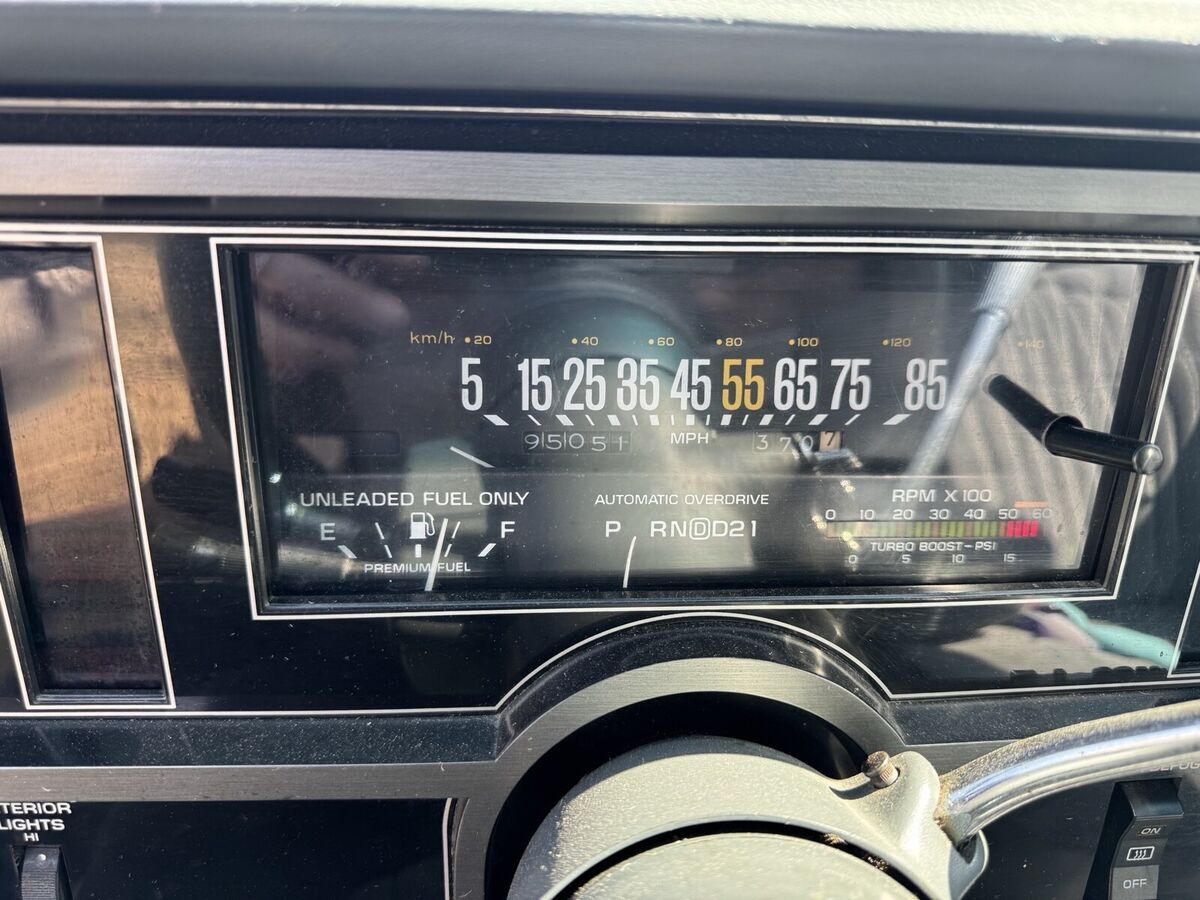 km/h 20 40 60 80 100 120 140
5 15 25 35 45 55 65 75 85
95051 MPH 3707
UNLEADED FUEL ONLY
E F
PREMIUM FUEL
AUTOMATIC OVERDRIVE
P RNDD21
RPM X100
0 10 20 30 40 50 60
TURBO BOOST-PSI
0 5 10 15
TERIOR
LIGHTS
HI
ON
OFF